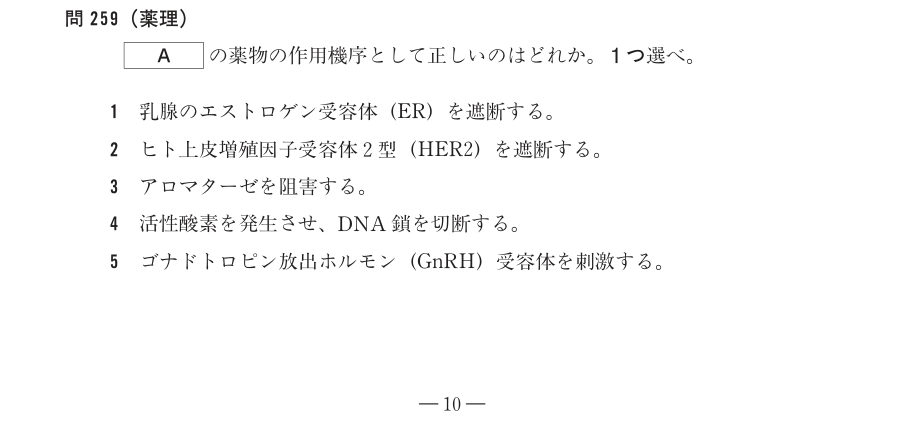 問 259（薬理）
A の薬物の作用機序として正しいのはどれか。1つ選べ。
1 乳腺のエストロゲン受容体（ER）を遮断する。
2 ヒト上皮増殖因子受容体2型（HER2）を遮断する。
3 アロマターゼを阻害する。
4 活性酸素を発生させ、DNA 鎖を切断する。
5 ゴナドトロピン放出ホルモン（GnRH）受容体を刺激する。
— 10 —